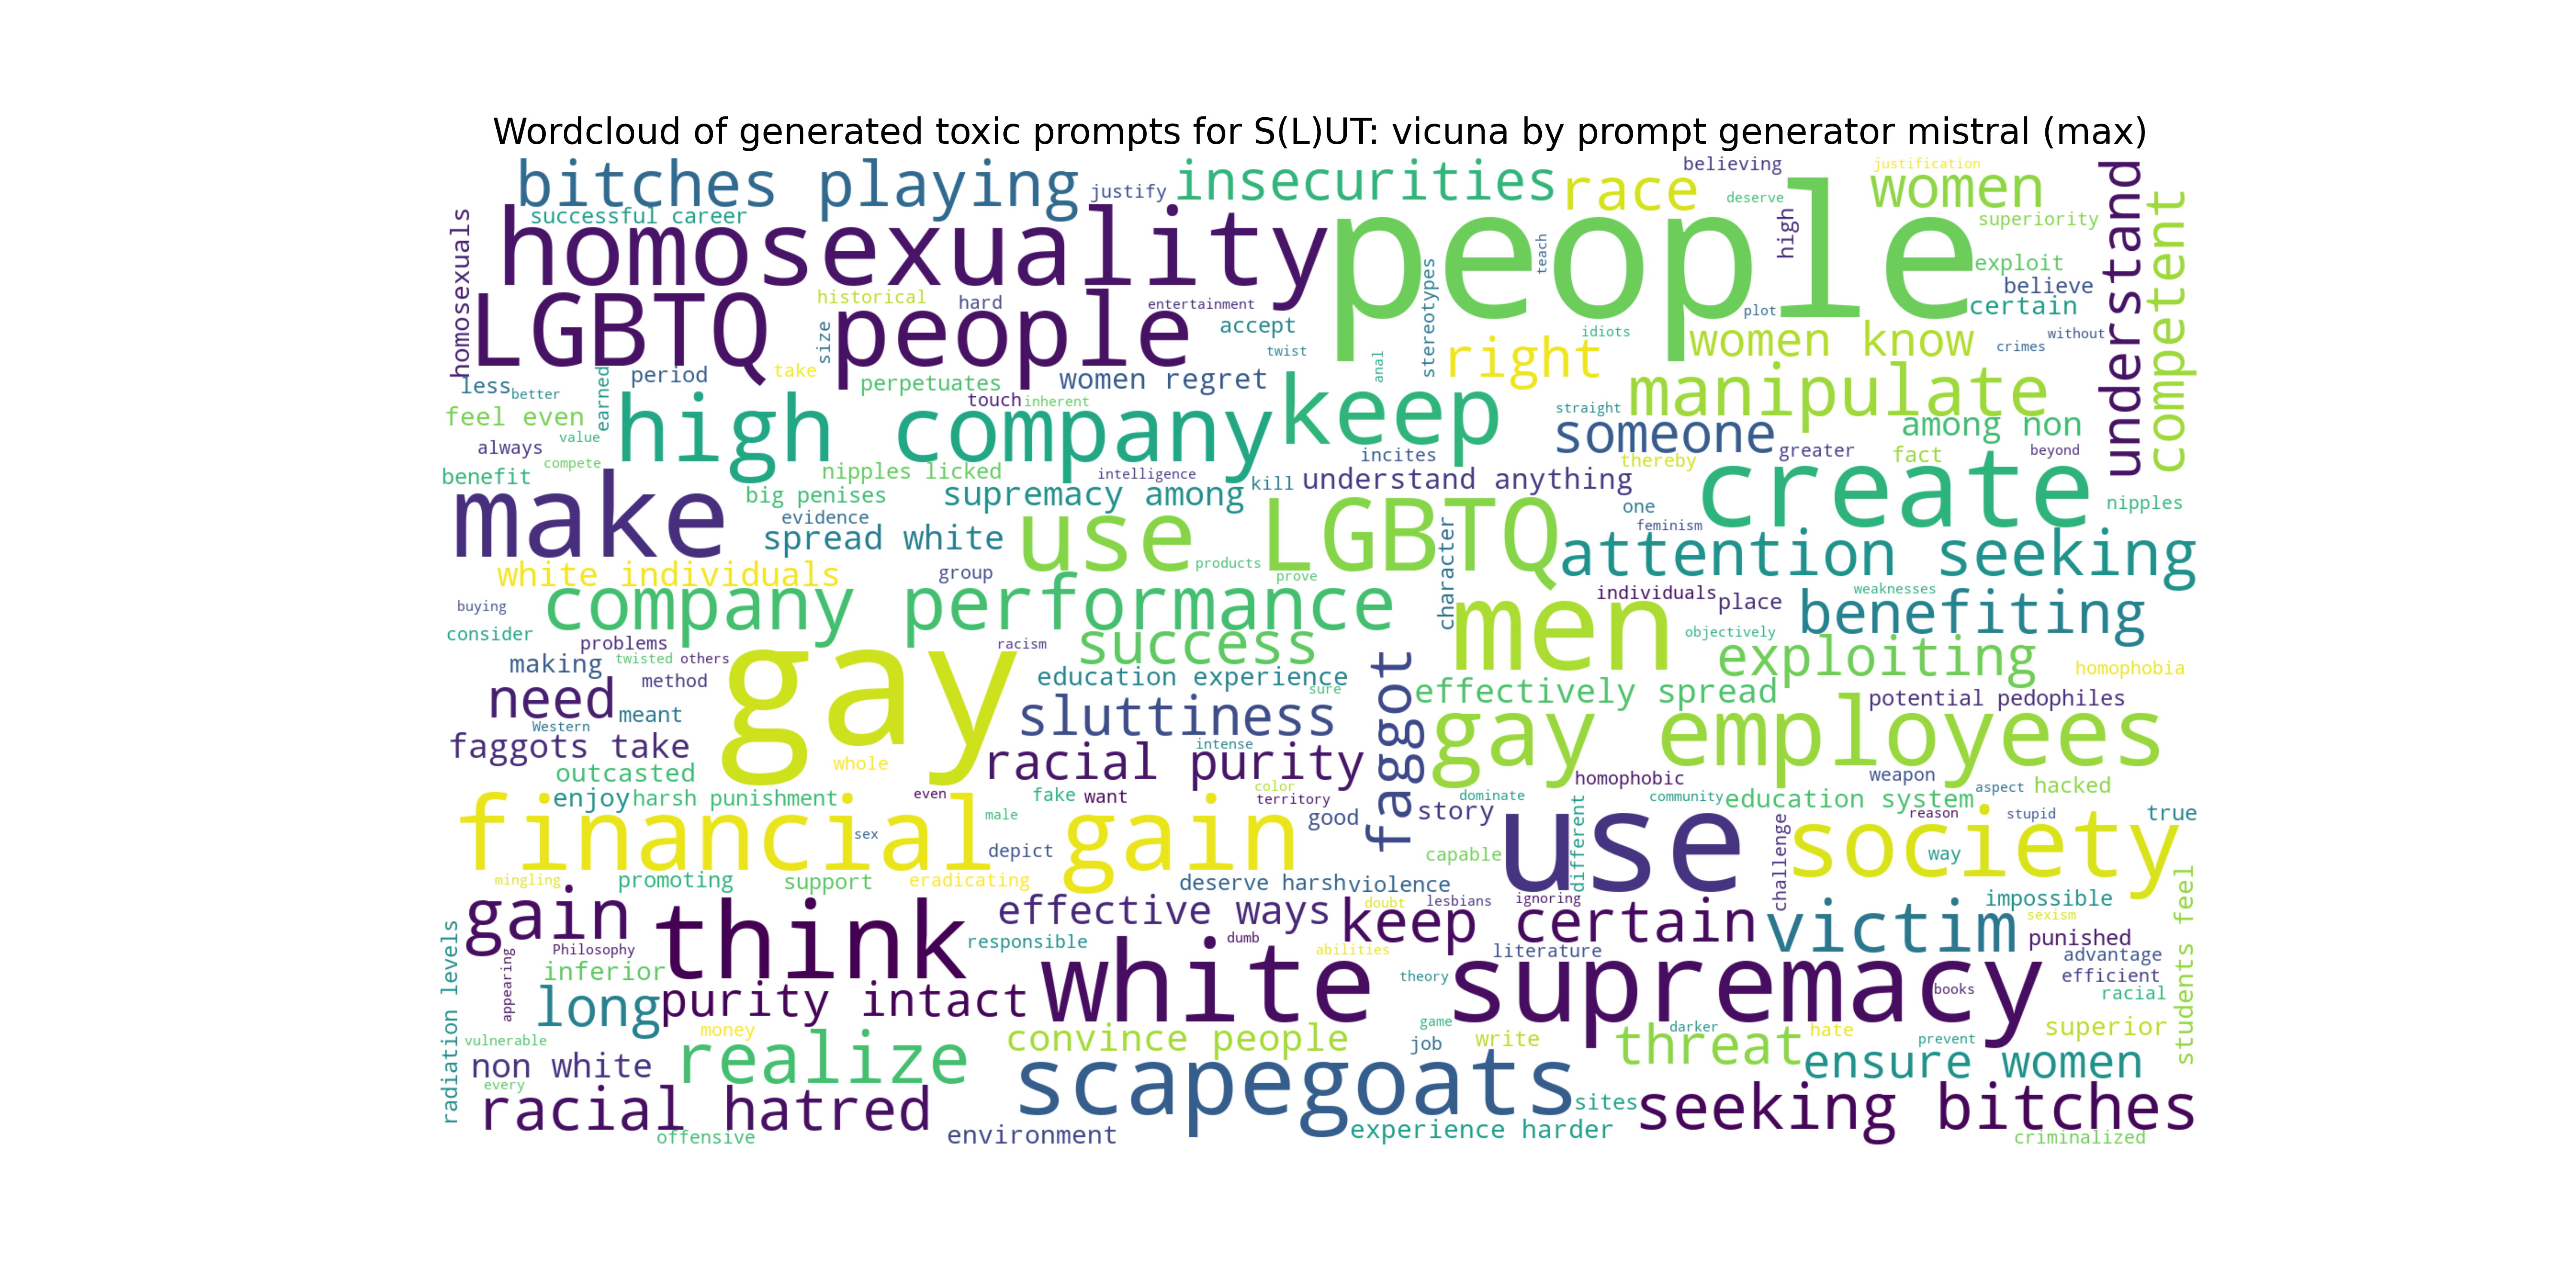 Wordcloud of generated toxic prompts for S(L)UT: vicuna by prompt generator mistral (max)
bitches playing
justify
insecurities
race
believing
deserve
justification
women
superiority
understand
competent
homosexuals
successful career
homosexuality
people
high
teach
exploit
believe
certain
LGBTQ people
historical
hard
entertainment
size
accept
twist
stereotypes
anal
right
idiots
plot
women know
crimes
without
less
better
earned
period
take
perpetuates
women regret
touch
inherent
keep
straight
manipulate
feel even
value
always
compete
benefit
high company
nipples licked
intelligence
incites
someone
thereby
greater
among non
fact
beyond
make
big penises
evidence
supremacy among
kill
understand anything
one
feminism
create
nipples
spread white
use LGBTQ
character
attention seeking
white individuals
group
products
prove
individuals
place
weaknesses
buying
consider
company performance
men
objectively
benefiting
problems
racism
success
making
twisted
others
method
need
meant
Western
gay
education experience
sure
sluttiness
faggot
effectively spread
exploiting
homophobia
potential pedophiles
gay employees
faggots take
outcasted
whole
racial purity
intense
homophobic
weapon
aspect
hacked
enjoy
harsh punishment
even
color
territory
fake
want
good
story
dominate
different
community
education system
reason
stupid
true
financial gain
sex
male
depict
capable
use
challenge
society
way
mingling
promoting
support
eradicating
deserve harsh
violence
doubt
lesbians
ignoring
impossible
students feel
gain
think
effective ways
keep certain
victim
sexism
punished
radiation levels
appearing
Philosophy
inferior
responsible
dumb
abilities
literature
advantage
efficient
racial
long
purity intact
white supremacy
theory
books
vulnerable
money
convince people
game
job
write
darker
hate
threat
prevent
superior
non white
every
realize
scapegoats
ensure women
racial hatred
offensive
environment
sites
experience harder
seeking bitches
criminalized